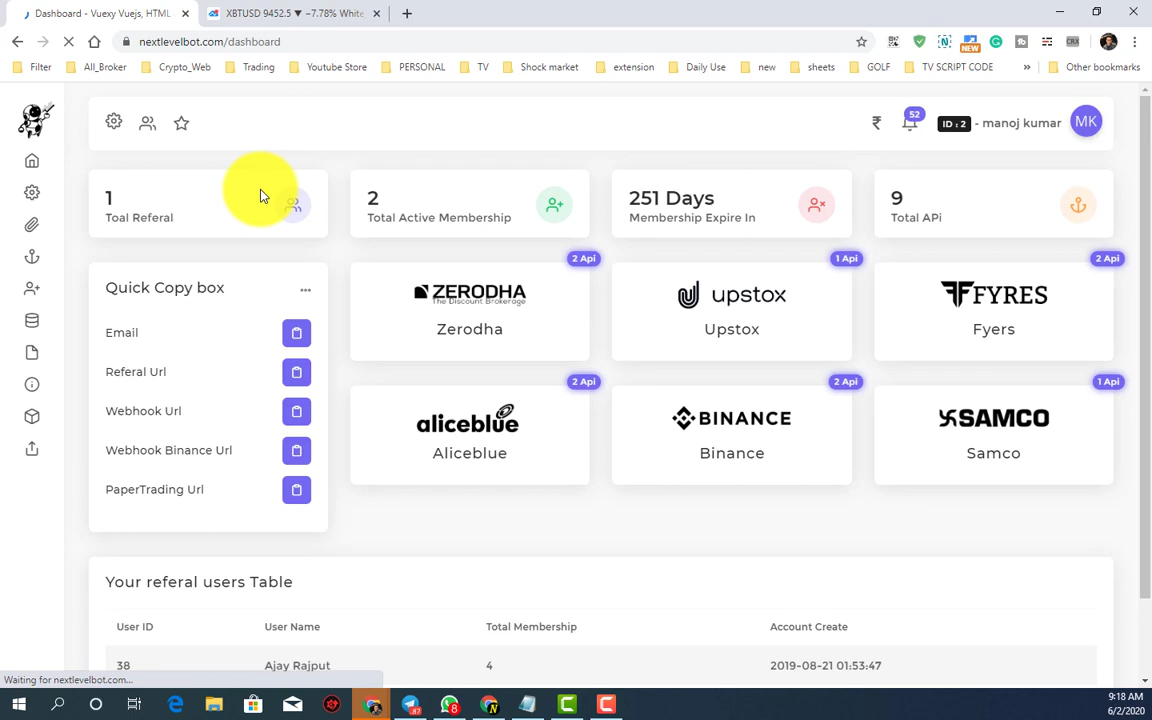 Dashboard - Vuexy Vuejs, HTML
XBTUSD 9452.5 ▼ −7.78% White
nextlevelbot.com/dashboard
NEW
CRX
Filter
All_Broker
Crypto_Web
Trading
Youtube Store
PERSONAL
TV
Shock market
extension
Daily Use
new
sheets
GOLF
TV SCRIPT CODE
»
Other bookmarks
₹
52
ID : 2 - manoj kumar
MK
1
Toal Referal
2
Total Active Membership
251 Days
Membership Expire In
9
Total APi
Quick Copy box
Email
Referal Url
Webhook Url
Webhook Binance Url
PaperTrading Url
2 Api
ZERODHA
The Discount Brokerage
Zerodha
1 Api
upstox
Upstox
2 Api
FYRES
Fyers
2 Api
aliceblue
Aliceblue
2 Api
BINANCE
Binance
1 Api
SAMCO
Samco
Your referal users Table
User ID
User Name
Total Membership
Account Create
38
Ajay Rajput
4
2019-08-21 01:53:47
Waiting for nextlevelbot.com...
87
8
N
9:18 AM
6/2/2020